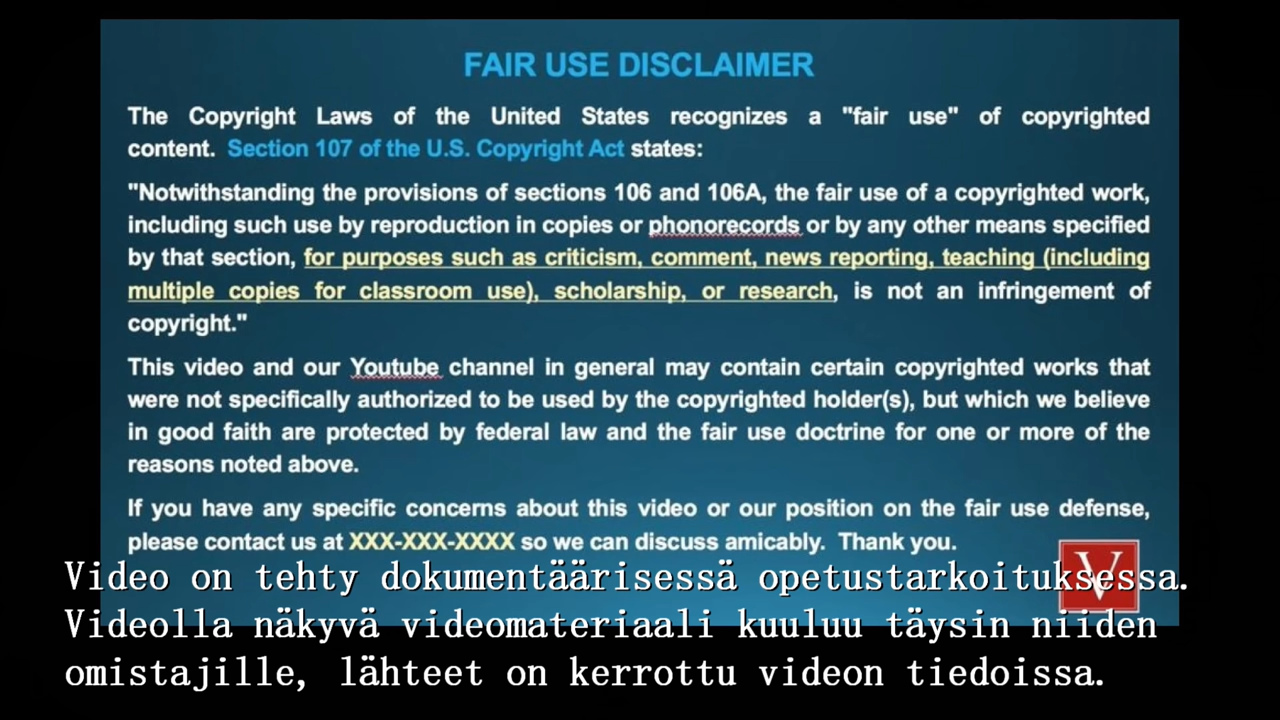 FAIR USE DISCLAIMER
The Copyright Laws of the United States recognizes a "fair use" of copyrighted
content. Section 107 of the U.S. Copyright Act states:
"Notwithstanding the provisions of sections 106 and 106A, the fair use of a copyrighted work,
including such use by reproduction in copies or phonorecords or by any other means specified
by that section, for purposes such as criticism, comment, news reporting, teaching (including
multiple copies for classroom use), scholarship, or research, is not an infringement of
copyright."
This video and our Youtube channel in general may contain certain copyrighted works that
were not specifically authorized to be used by the copyrighted holder(s), but which we believe
in good faith are protected by federal law and the fair use doctrine for one or more of the
reasons noted above.
If you have any specific concerns about this video or our position on the fair use defense,
please contact us at XXX-XXX-XXXX so we can discuss amicably. Thank you.
V
Video on tehty dokumentäärisessä opetustarkoituksessa.
Videolla näkyvä videomateriaali kuuluu täysin niiden
omistajille, lähteet on kerrottu videon tiedoissa.